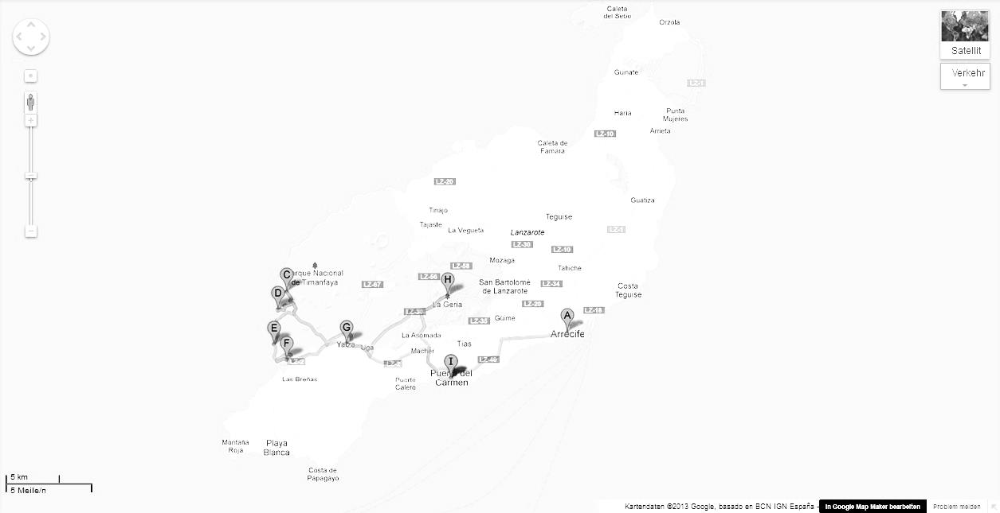 Caleta
del Sebo
Orzola
Satellit
Verkehr
Guinate
LZ-1
Haría
Punta
Mujeres
Arrieta
LZ-10
Caleta de
Famara
LZ-20
Guatiza
Tinajo
Teguise
Tajaste
La Vegueta
Lanzarote
LZ-1
LZ-30
LZ-10
Mozaga
LZ-58
Tahiche
C
Parque Nacional
de Timanfaya
LZ-67
LZ-56
H
San Bartolomé
de Lanzarote
LZ-34
Costa
Teguise
D
La Geria
LZ-20
LZ-30
LZ-18
A
Güime
LZ-35
Arrecife
E
G
F
Yaiza
Uga
La Asomada
Mácher
Tías
LZ-2
LZ-2
LZ-40
I
Puerto del
Carmen
Las Breñas
Puerto
Calero
Montaña
Roja
Playa
Blanca
Costa de
Papagayo
5 km
5 Meile/n
Kartendaten ©2013 Google, basado en BCN IGN España -
In Google Map Maker bearbeiten
Problem melden